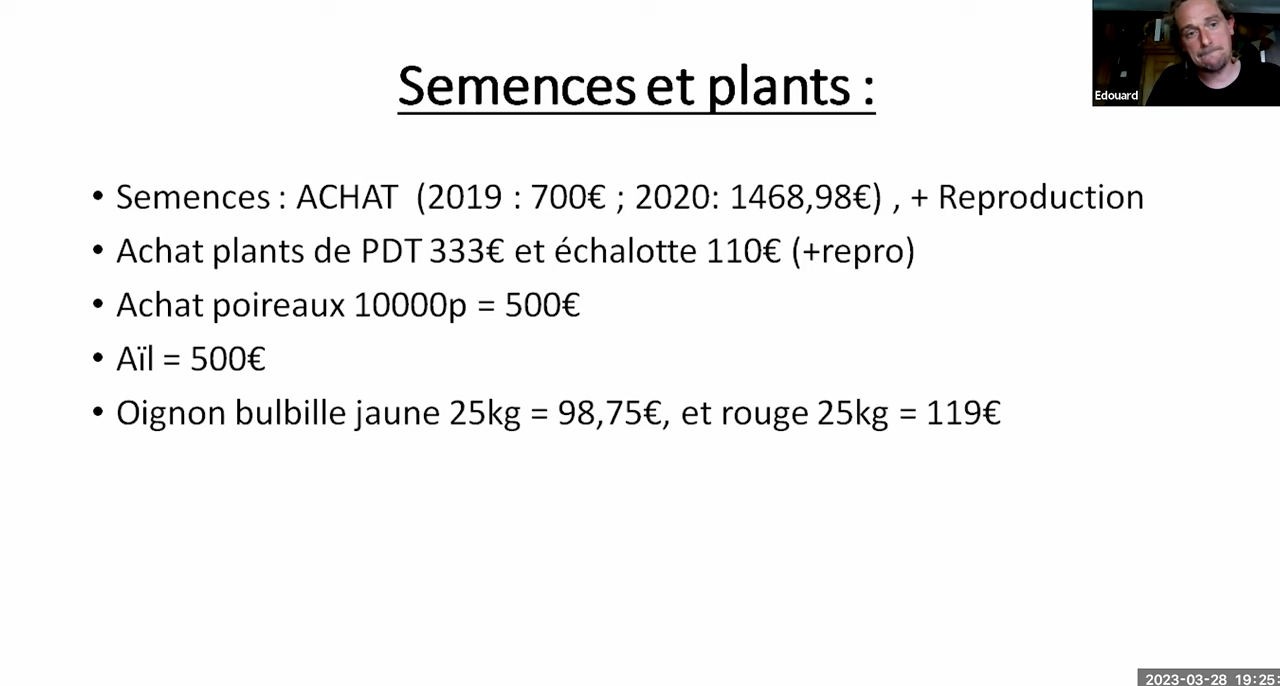 Semences et plants :
Edouard
• Semences : ACHAT (2019 : 700€ ; 2020: 1468,98€) , + Reproduction
• Achat plants de PDT 333€ et échalotte 110€ (+repro)
• Achat poireaux 10000p = 500€
• Aïl = 500€
• Oignon bulbille jaune 25kg = 98,75€, et rouge 25kg = 119€
2023-03-28 19:25: